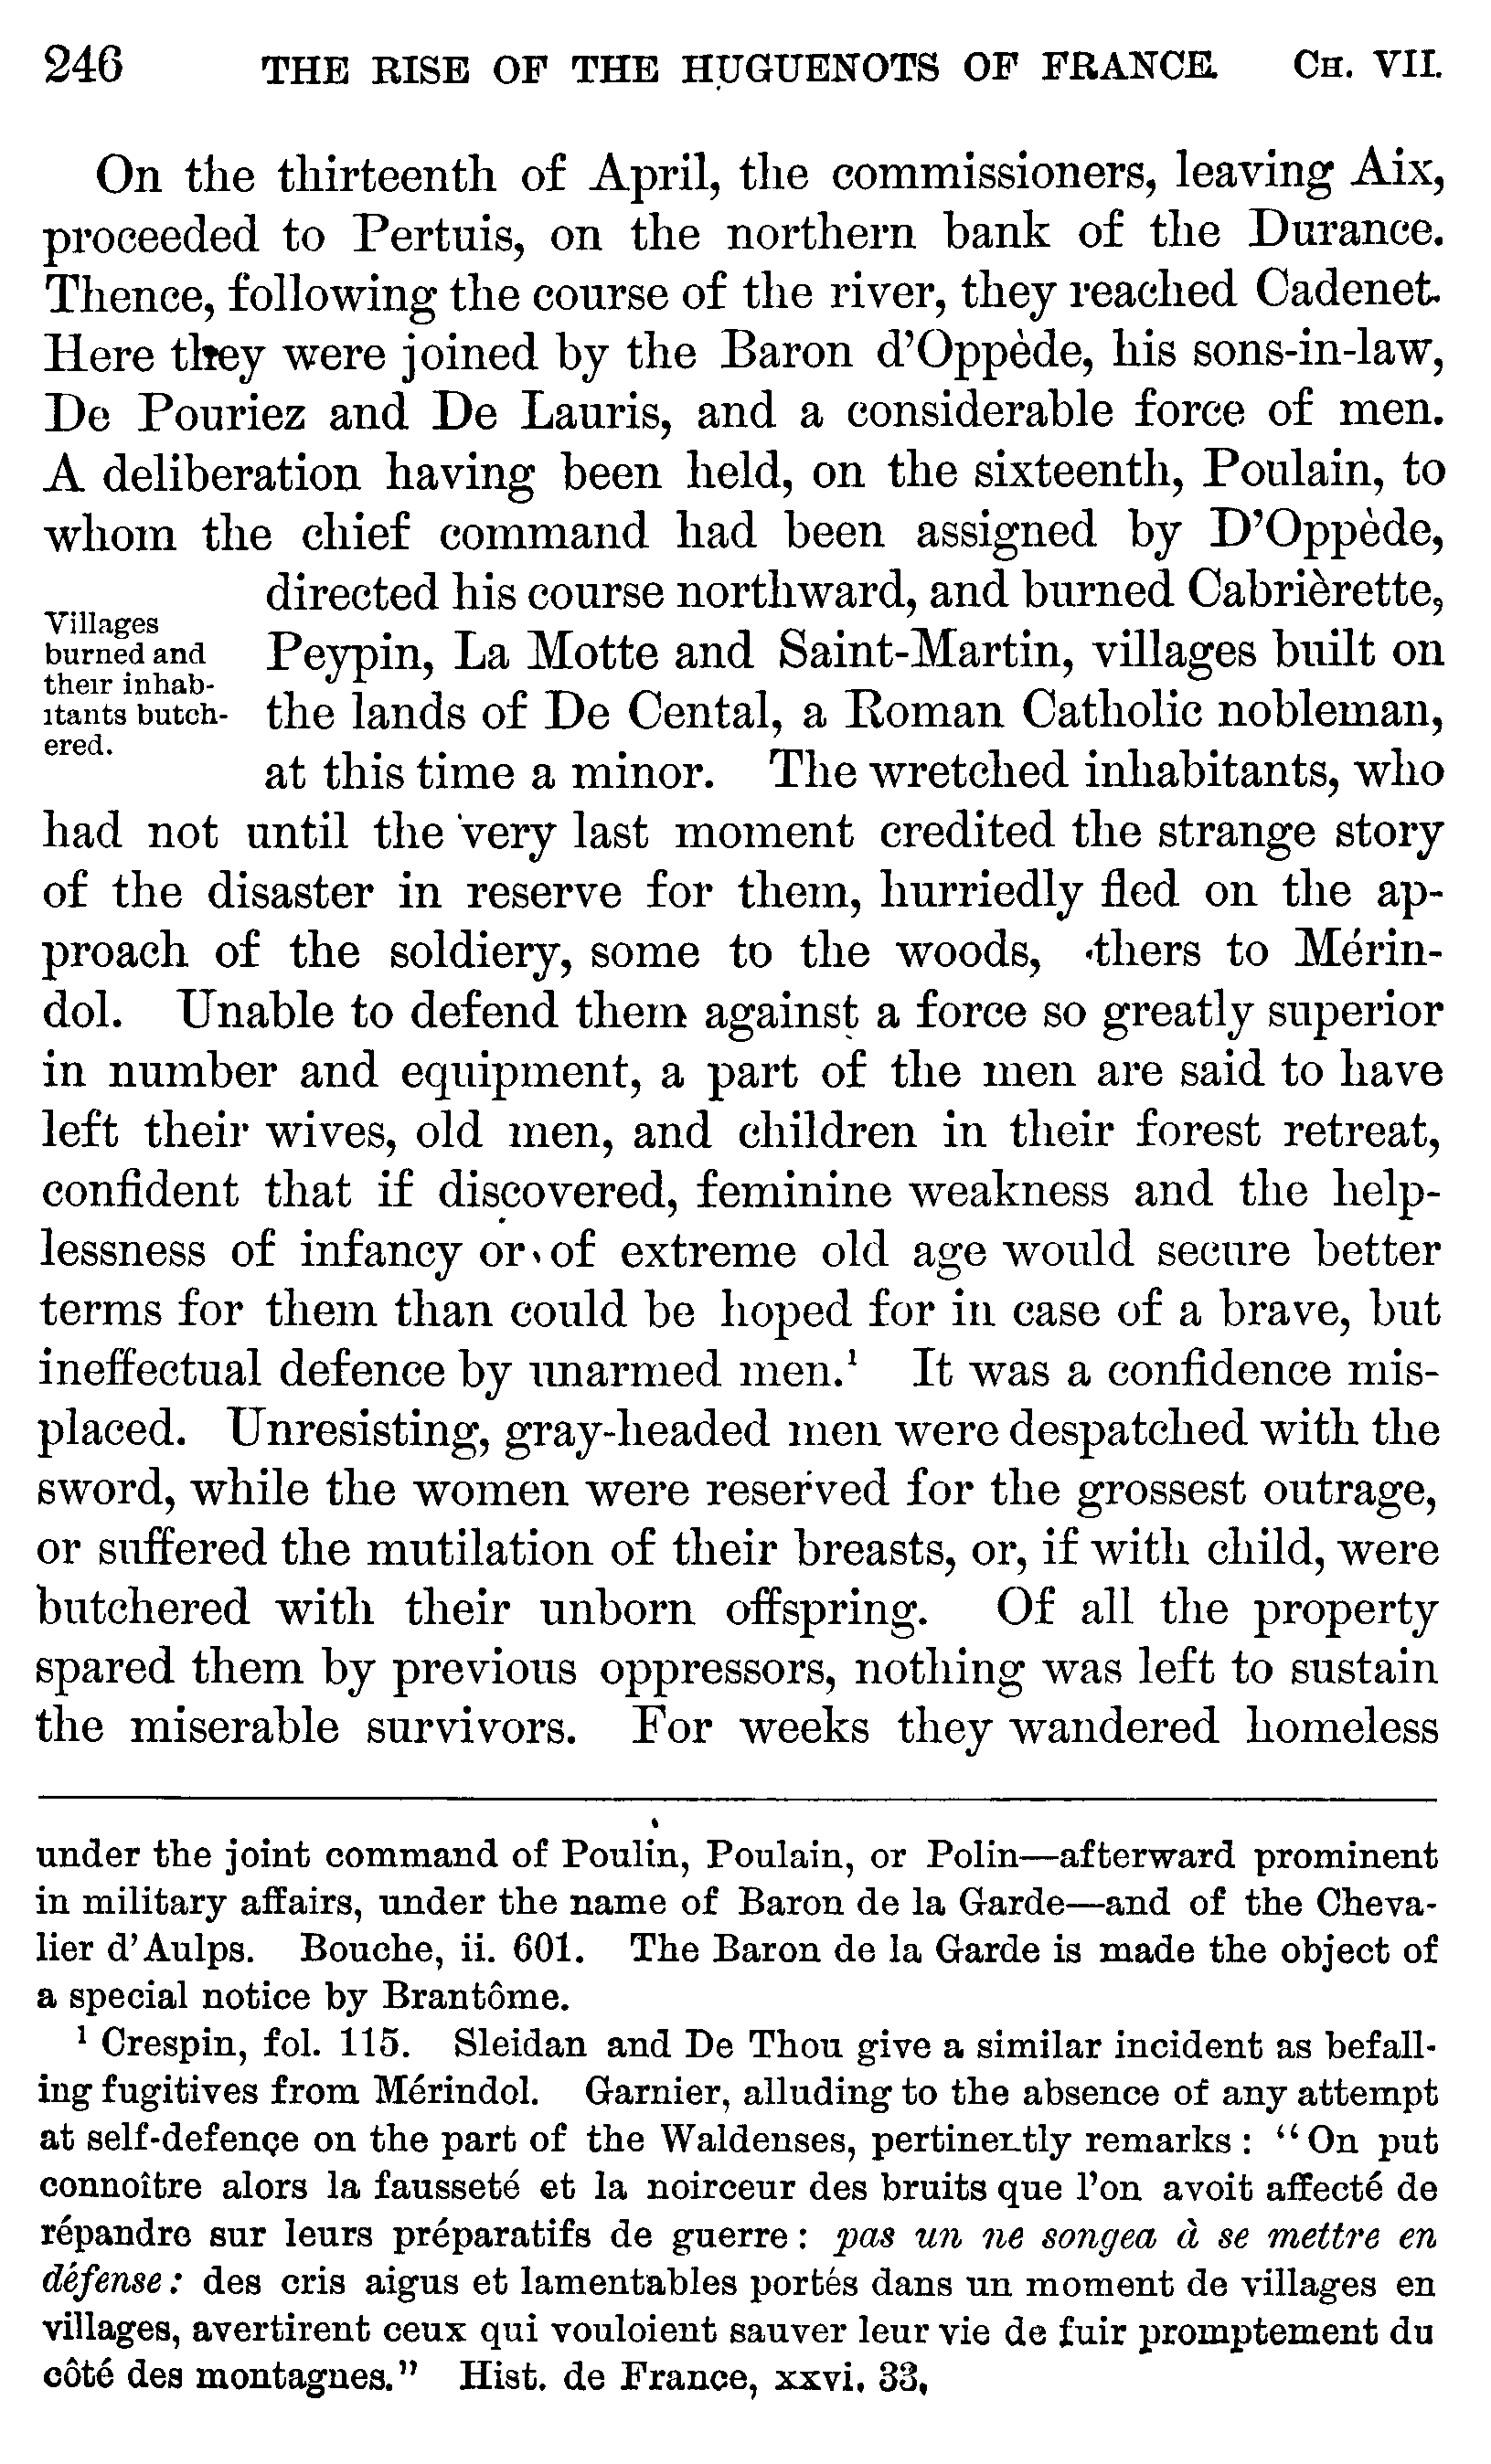 246 THE RISE OF THE HUGUENOTS OF FRANCE. CH. VII.
On the thirteenth of April, the commissioners, leaving Aix,
proceeded to Pertuis, on the northern bank of the Durance.
Thence, following the course of the river, they reached Cadenet.
Here they were joined by the Baron d'Oppède, his sons-in-law,
De Pouriez and De Lauris, and a considerable force of men.
A deliberation having been held, on the sixteenth, Poulain, to
whom the chief command had been assigned by D'Oppède,
directed his course northward, and burned Cabrièrette,
Villages
burned and
their inhab-
itants butch-
ered.
Peypin, La Motte and Saint-Martin, villages built on
the lands of De Cental, a Roman Catholic nobleman,
at this time a minor. The wretched inhabitants, who
had not until the very last moment credited the strange story
of the disaster in reserve for them, hurriedly fled on the ap-
proach of the soldiery, some to the woods, thers to Mérin-
dol. Unable to defend them against a force so greatly superior
in number and equipment, a part of the men are said to have
left their wives, old men, and children in their forest retreat,
confident that if discovered, feminine weakness and the help-
lessness of infancy or of extreme old age would secure better
terms for them than could be hoped for in case of a brave, but
ineffectual defence by unarmed men.¹ It was a confidence mis-
placed. Unresisting, gray-headed men were despatched with the
sword, while the women were reserved for the grossest outrage,
or suffered the mutilation of their breasts, or, if with child, were
butchered with their unborn offspring. Of all the property
spared them by previous oppressors, nothing was left to sustain
the miserable survivors. For weeks they wandered homeless
under the joint command of Poulin, Poulain, or Polin—afterward prominent
in military affairs, under the name of Baron de la Garde—and of the Cheva-
lier d'Aulps. Bouche, ii. 601. The Baron de la Garde is made the object of
a special notice by Brantôme.
¹ Crespin, fol. 115. Sleidan and De Thou give a similar incident as befall-
ing fugitives from Mérindol. Garnier, alluding to the absence of any attempt
at self-defence on the part of the Waldenses, pertinently remarks: "On put
connoître alors la fausseté et la noirceur des bruits que l'on avoit affecté de
répandre sur leurs préparatifs de guerre: pas un ne songea à se mettre en
défense: des cris aigus et lamentables portés dans un moment de villages en
villages, avertirent ceux qui vouloient sauver leur vie de fuir promptement du
côté des montagnes." Hist. de France, xxvi. 33.